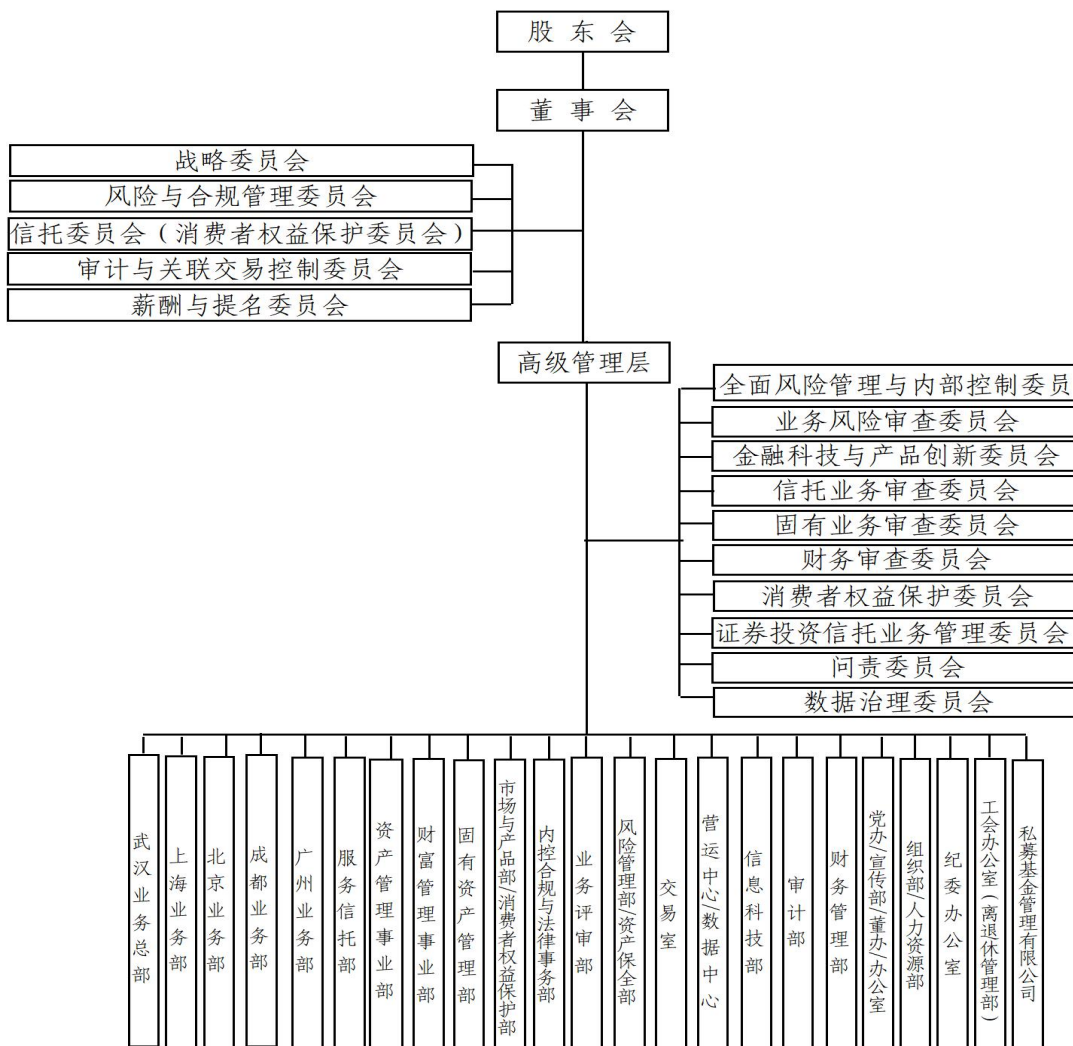 股东会
董事会
战略委员会
风险与合规管理委员会
信托委员会（消费者权益保护委员会）
审计与关联交易控制委员会
薪酬与提名委员会
高级管理层
全面风险管理与内部控制委员
业务风险审查委员会
金融科技与产品创新委员会
信托业务审查委员会
固有业务审查委员会
财务审查委员会
消费者权益保护委员会
证券投资信托业务管理委员会
问责委员会
数据治理委员会
武汉业务总部
上海业务部
北京业务部
成都业务部
广州业务部
服务信托部
资产管理事业部
财富管理事业部
固有资产管理部
市场与产品部/消费者权益保护部
内控合规与法律事务部
业务评审部
风险管理部/资产保全部
交易室
营运中心/数据中心
信息科技部
审计部
财务管理部
党办/宣传部/董办/办公室
组织部/人力资源部
纪委办公室
工会办公室（离退休管理部）
私募基金管理有限公司